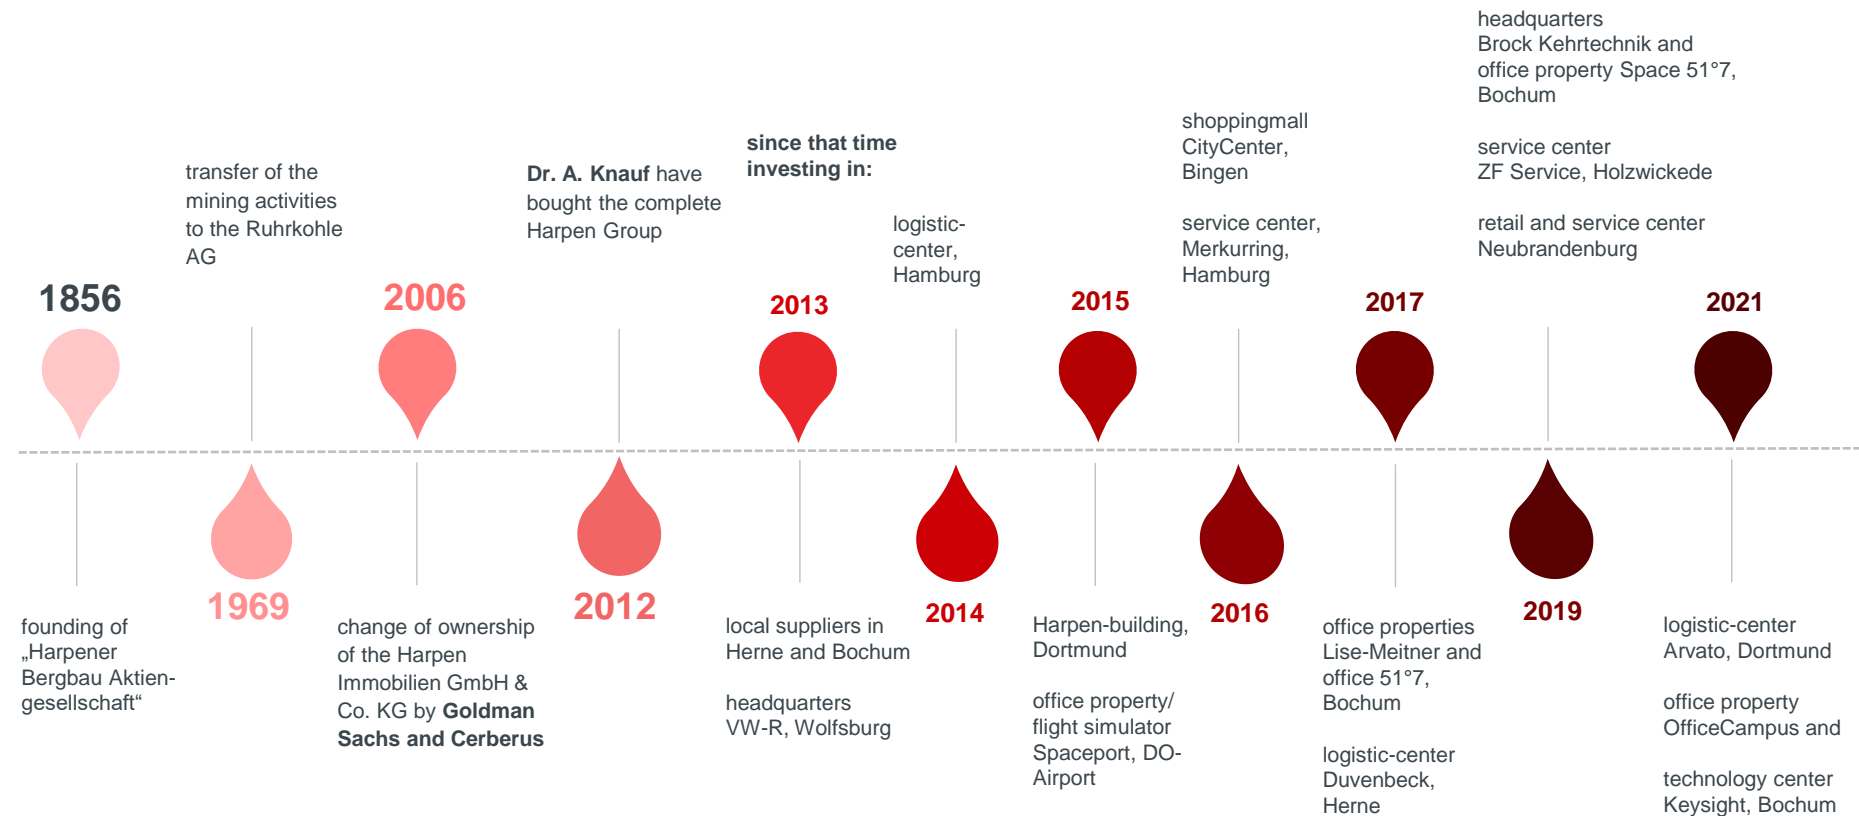 1856
founding of
„Harpener
Bergbau Aktien-
gesellschaft“
transfer of the
mining activities
to the Ruhrkohle
AG
1969
2006
change of ownership
of the Harpen
Immobilien GmbH &
Co. KG by Goldman
Sachs and Cerberus
Dr. A. Knauf have
bought the complete
Harpen Group
2012
since that time
investing in:
2013
local suppliers in
Herne and Bochum
headquarters
VW-R, Wolfsburg
logistic-
center,
Hamburg
2014
2015
Harpen-building,
Dortmund
office property/
flight simulator
Spaceport, DO-
Airport
shoppingmall
CityCenter,
Bingen
service center,
Merkurring,
Hamburg
2016
2017
office properties
Lise-Meitner and
office 51°7,
Bochum
logistic-center
Duvenbeck,
Herne
headquarters
Brock Kehrtechnik and
office property Space 51°7,
Bochum
service center
ZF Service, Holzwickede
retail and service center
Neubrandenburg
2019
2021
logistic-center
Arvato, Dortmund
office property
OfficeCampus and
technology center
Keysight, Bochum